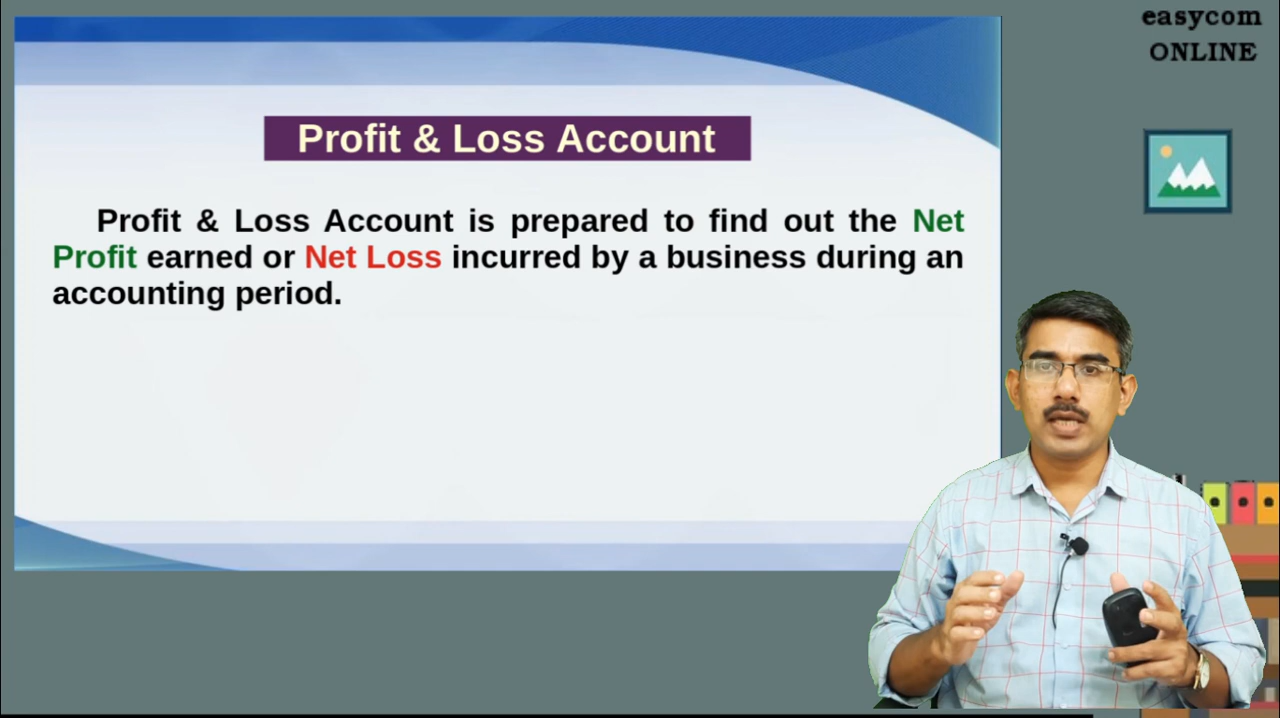 easycom
ONLINE
Profit & Loss Account
Profit & Loss Account is prepared to find out the Net
Profit earned or Net Loss incurred by a business during an
accounting period.